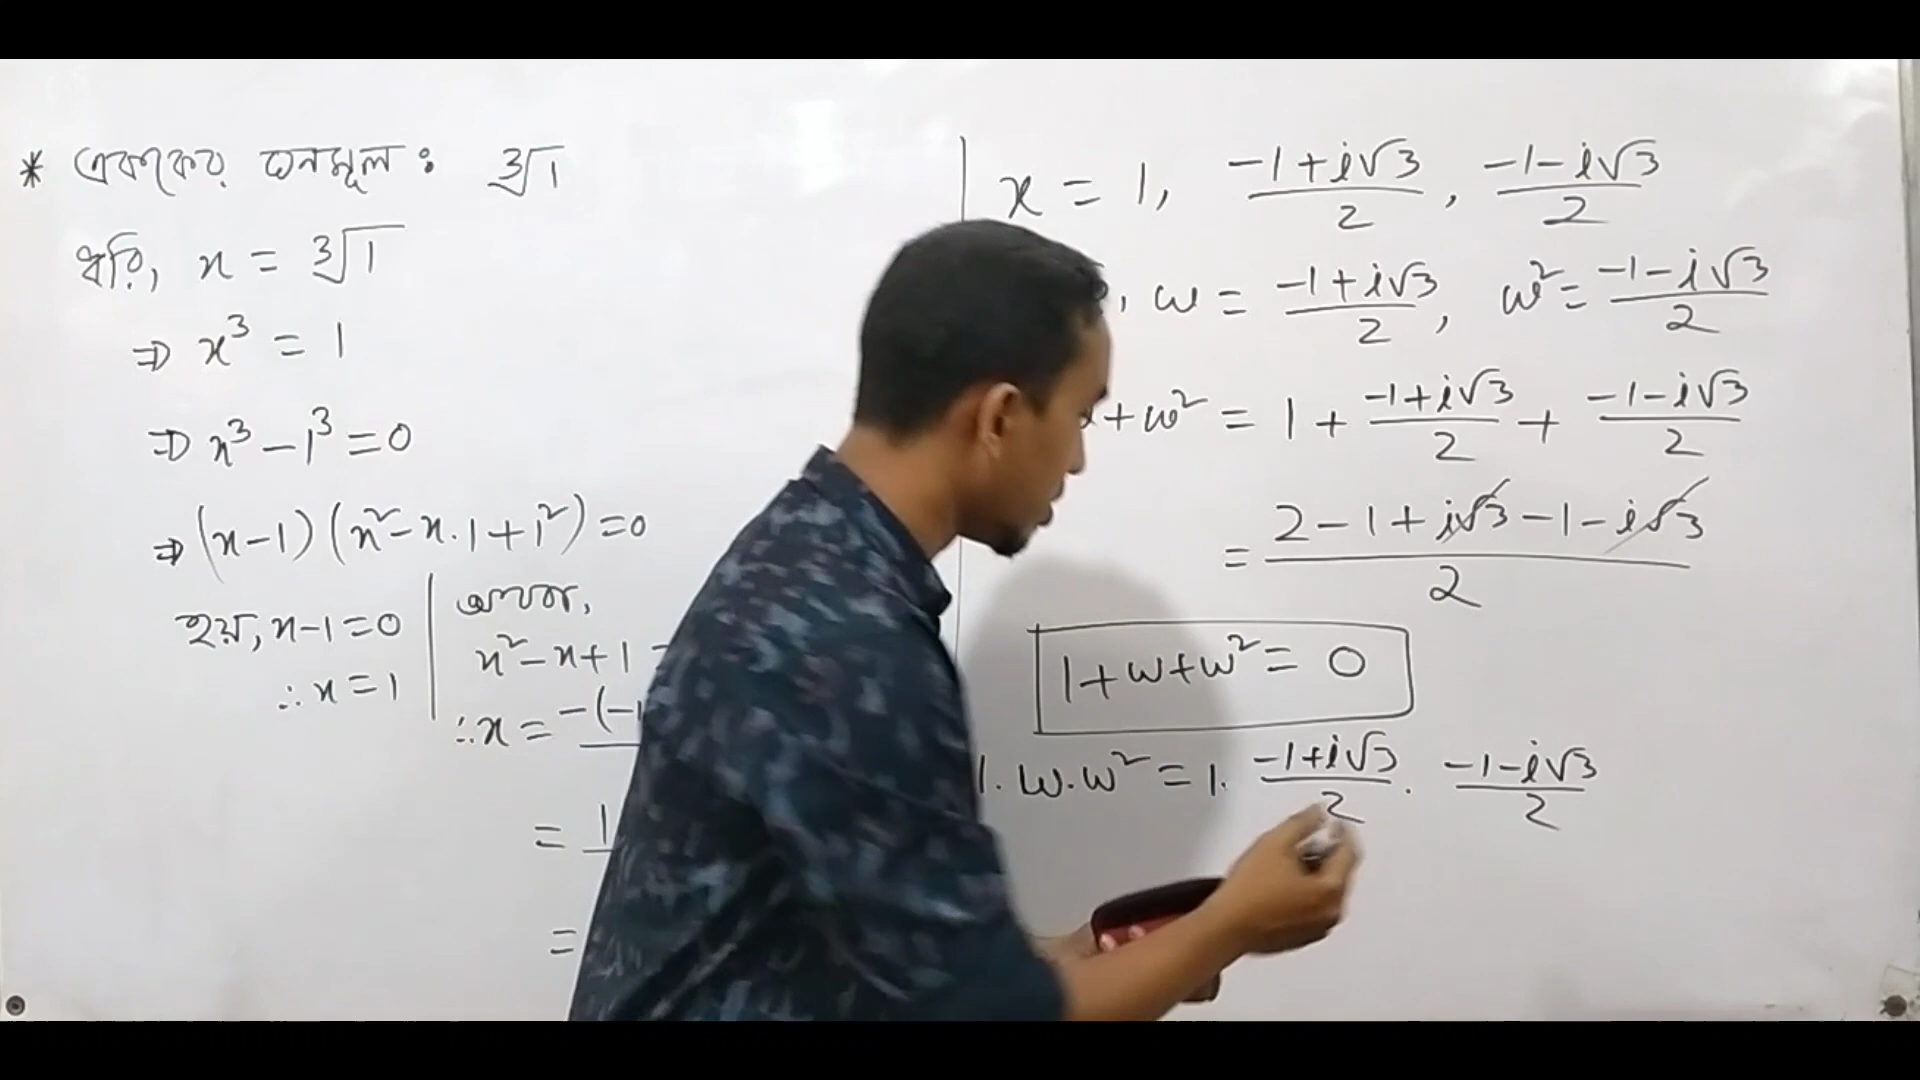 * এককের ঘনমূল : ∛1
ধরি, x = ∛1
⇒ x³ = 1
⇒ x³ - 1³ = 0
⇒ (x-1) (x² - x.1 + 1²) = 0
হয়, x-1 = 0
∴ x = 1
অথবা,
x² - x + 1
∴ x = -(-1
= 1
=
x = 1, (-1+i√3)/2, (-1-i√3)/2
, ω = (-1+i√3)/2, ω² = (-1-i√3)/2
+ω² = 1 + (-1+i√3)/2 + (-1-i√3)/2
= (2-1+i√3-1-i√3)/2
1+ω+ω² = 0
1.ω.ω² = 1. (-1+i√3)/2 . (-1-i√3)/2